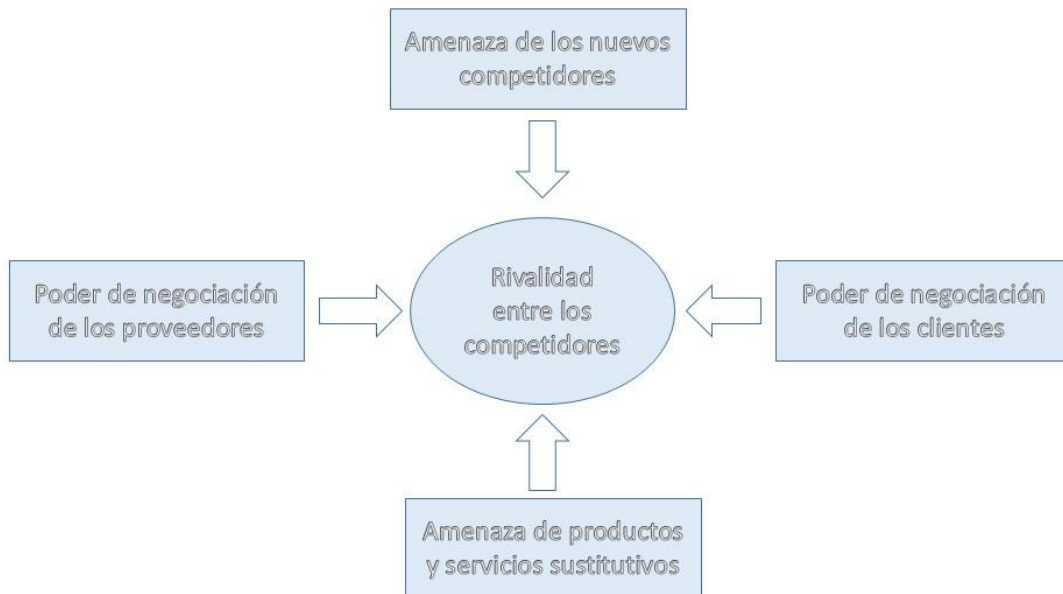 Amenaza de los nuevos
competidores
Poder de negociación
de los proveedores
Rivalidad
entre los
competidores
Poder de negociación
de los clientes
Amenaza de productos
y servicios sustitutivos